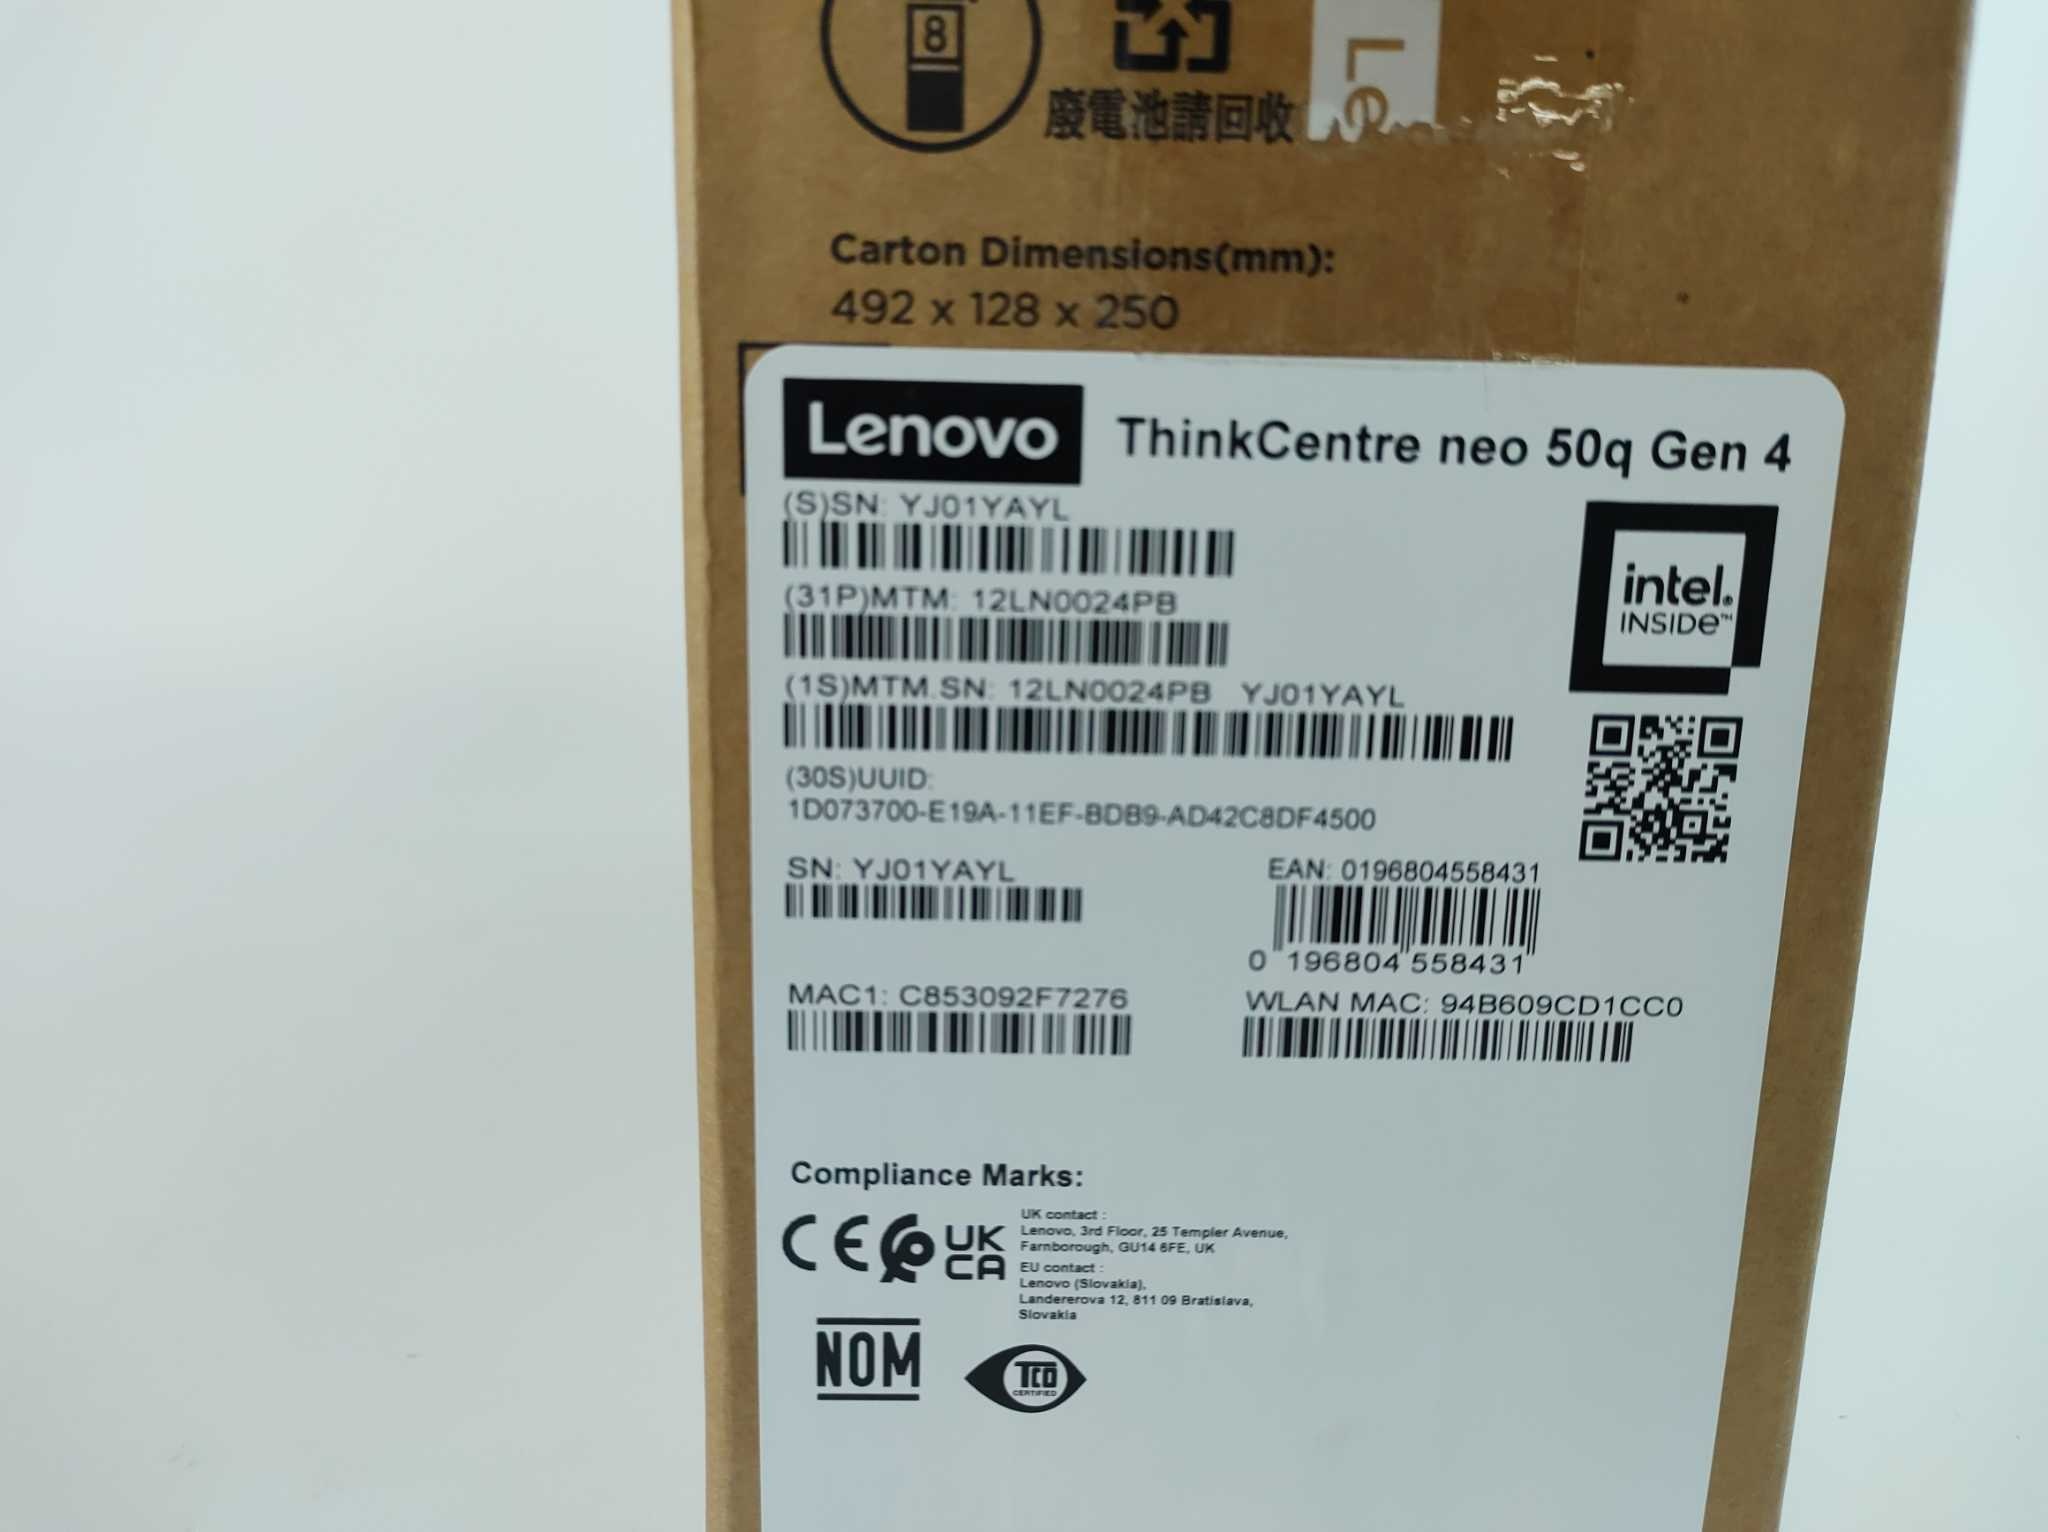 8
廢電池請回收
Le
Carton Dimensions(mm):
492 x 128 x 250
Lenovo ThinkCentre neo 50q Gen 4
(S)SN: YJ01YAYL
(31P)MTM: 12LN0024PB
(1S)MTM.SN: 12LN0024PB YJ01YAYL
intel.
INSIDe™
(30S)UUID:
1D073700-E19A-11EF-BDB9-AD42C8DF4500
SN: YJ01YAYL
EAN: 0196804558431
0 196804 558431
MAC1: C853092F7276
WLAN MAC: 94B609CD1CC0
Compliance Marks:
CE
UK
CA
UK contact :
Lenovo, 3rd Floor, 25 Templer Avenue,
Farnborough, GU14 6FE, UK
EU contact :
Lenovo (Slovakia),
Landererova 12, 811 09 Bratislava,
Slovakia
NOM
TCO
CERTIFIED